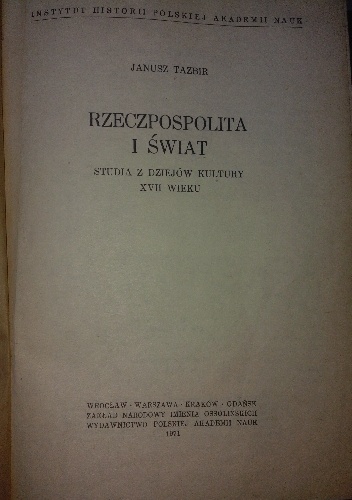 INSTYTUT HISTORII POLSKIEJ AKADEMII NAUK
JANUSZ TAZBIR
RZECZPOSPOLITA
I ŚWIAT
STUDIA Z DZIEJÓW KULTURY
XVII WIEKU
WROCŁAW · WARSZAWA · KRAKÓW · GDAŃSK
ZAKŁAD NARODOWY IMIENIA OSSOLIŃSKICH
WYDAWNICTWO POLSKIEJ AKADEMII NAUK
1971